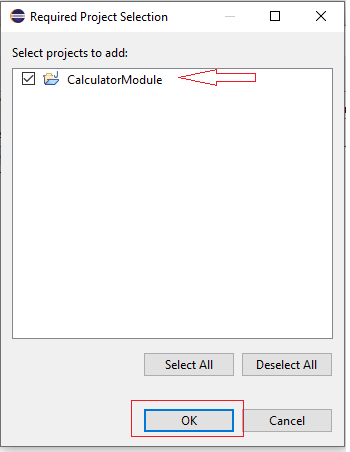 Required Project Selection
Select projects to add:
CalculatorModule
Select All
Deselect All
OK
Cancel